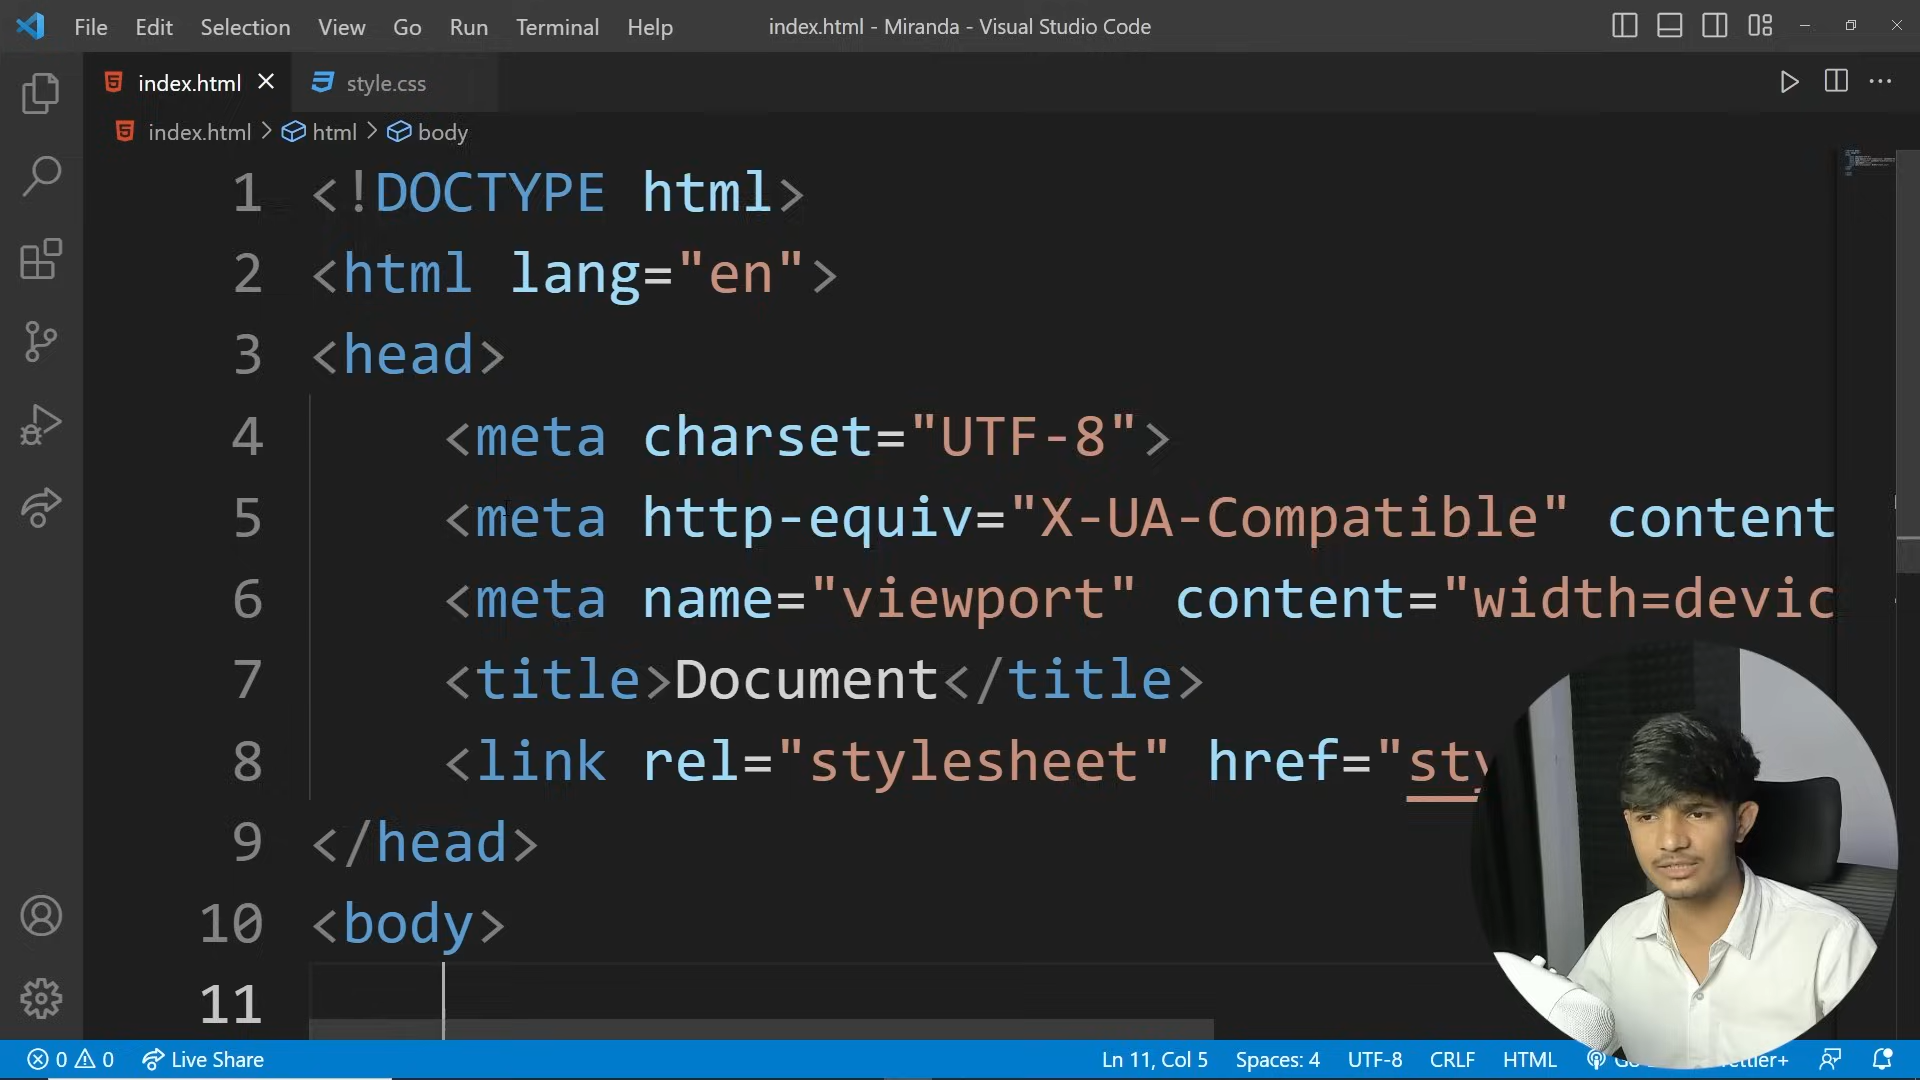 File Edit Selection View Go Run Terminal Help index.html - Miranda - Visual Studio Code
index.html style.css
index.html > html > body
1 <!DOCTYPE html>
2 <html lang="en">
3 <head>
4 <meta charset="UTF-8">
5 <meta http-equiv="X-UA-Compatible" content
6 <meta name="viewport" content="width=devic
7 <title>Document</title>
8 <link rel="stylesheet" href="sty
9 </head>
10 <body>
11
0 0 Live Share Ln 11, Col 5 Spaces: 4 UTF-8 CRLF HTML